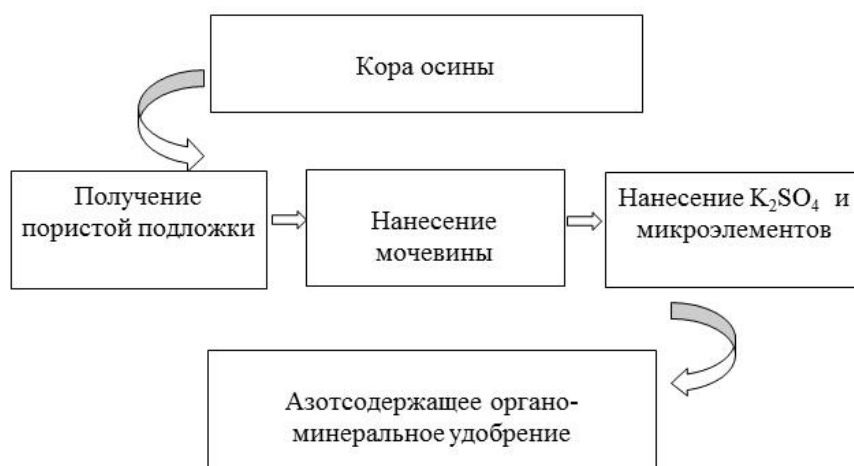 Кора осины
Получение
пористой подложки
Нанесение
мочевины
Нанесение K₂SO₄ и
микроэлементов
Азотсодержащее органо-
минеральное удобрение